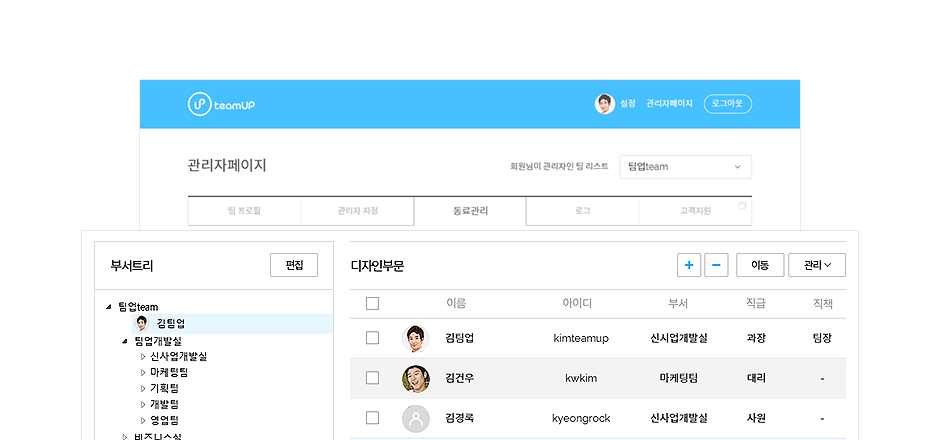 teamUP 설정 관리자페이지 로그아웃
관리자페이지 회원님이 관리자인 팀 리스트 팀업team
팀 프로필 관리자 지정 동료관리 로그 고객지원
부서트리 편집
팀업team
김팀업
팀업개발실
신사업개발실
마케팅팀
기획팀
개발팀
영업팀
비즈니스실
디자인부문 + − 이동 관리
이름 아이디 부서 직급 직책
김팀업 kimteamup 신시업개발실 과장 팀장
김건우 kwkim 마케팅팀 대리 -
김경록 kyeongrock 신사업개발실 사원 -